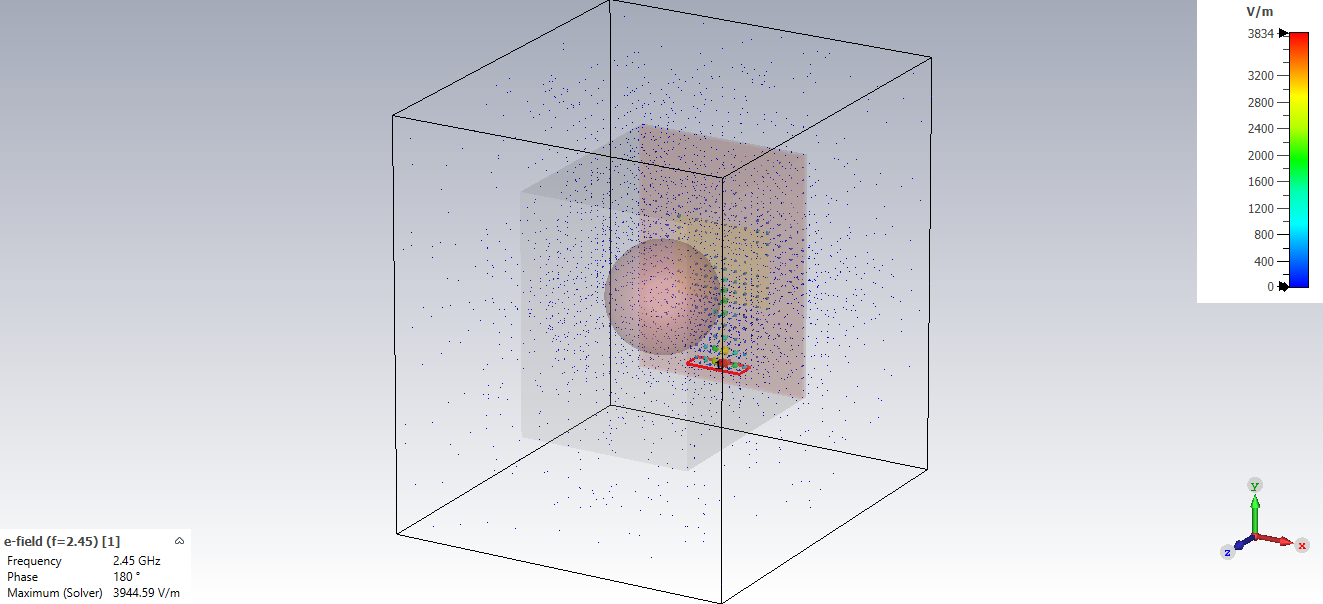 V/m
3834
3200
2800
2400
2000
1600
1200
800
400
0
Y
z
x
e-field (f=2.45) [1]
Frequency 2.45 GHz
Phase 180 °
Maximum (Solver) 3944.59 V/m